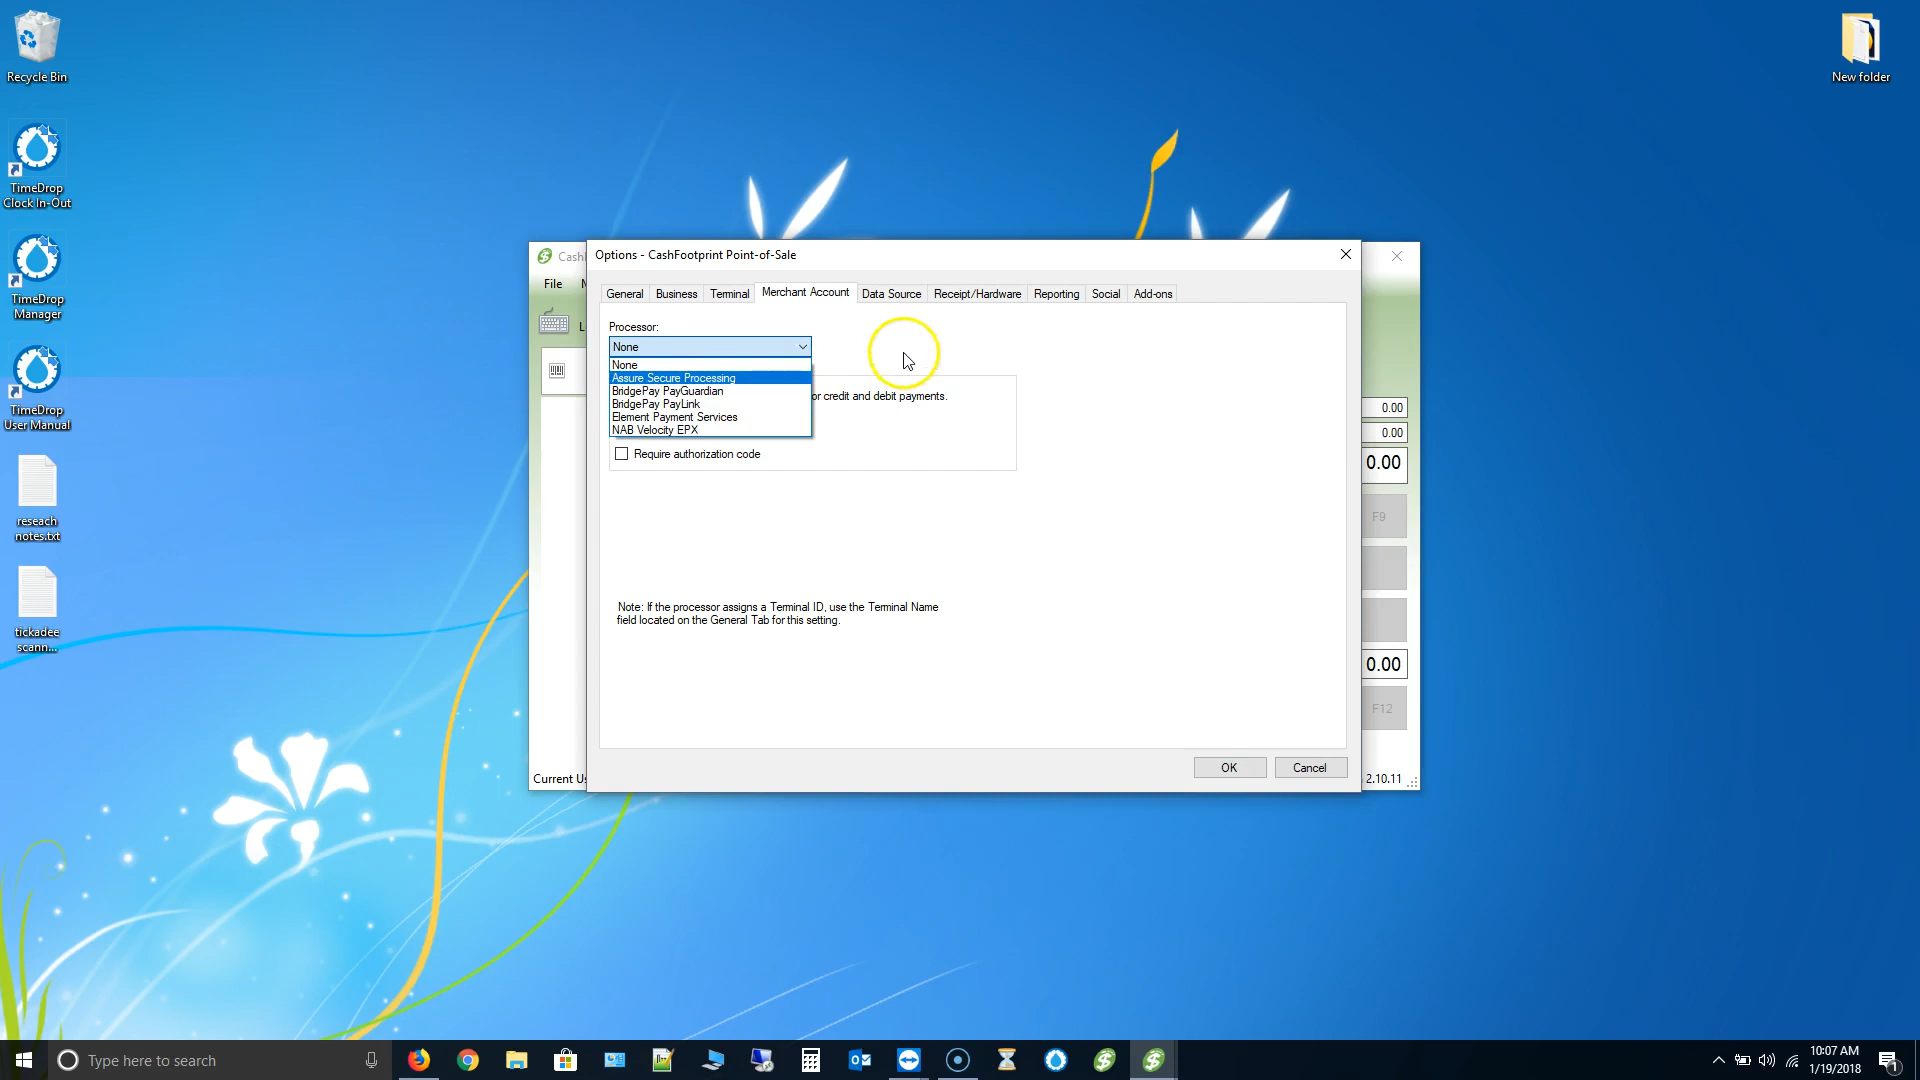 Recycle Bin
New folder
TimeDrop
Clock In-Out
TimeDrop
Manager
TimeDrop
User Manual
reseach
notes.txt
tickadee
scann...
Cash
File
L
Options - CashFootprint Point-of-Sale
General
Business
Terminal
Merchant Account
Data Source
Receipt/Hardware
Reporting
Social
Add-ons
Processor:
None
None
Assure Secure Processing
BridgePay PayGuardian
BridgePay PayLink
Element Payment Services
NAB Velocity EPX
or credit and debit payments.
Require authorization code
Note: If the processor assigns a Terminal ID, use the Terminal Name
field located on the General Tab for this setting.
OK
Cancel
0.00
0.00
0.00
F9
0.00
F12
Current Us
2.10.11
Type here to search
10:07 AM
1/19/2018
1